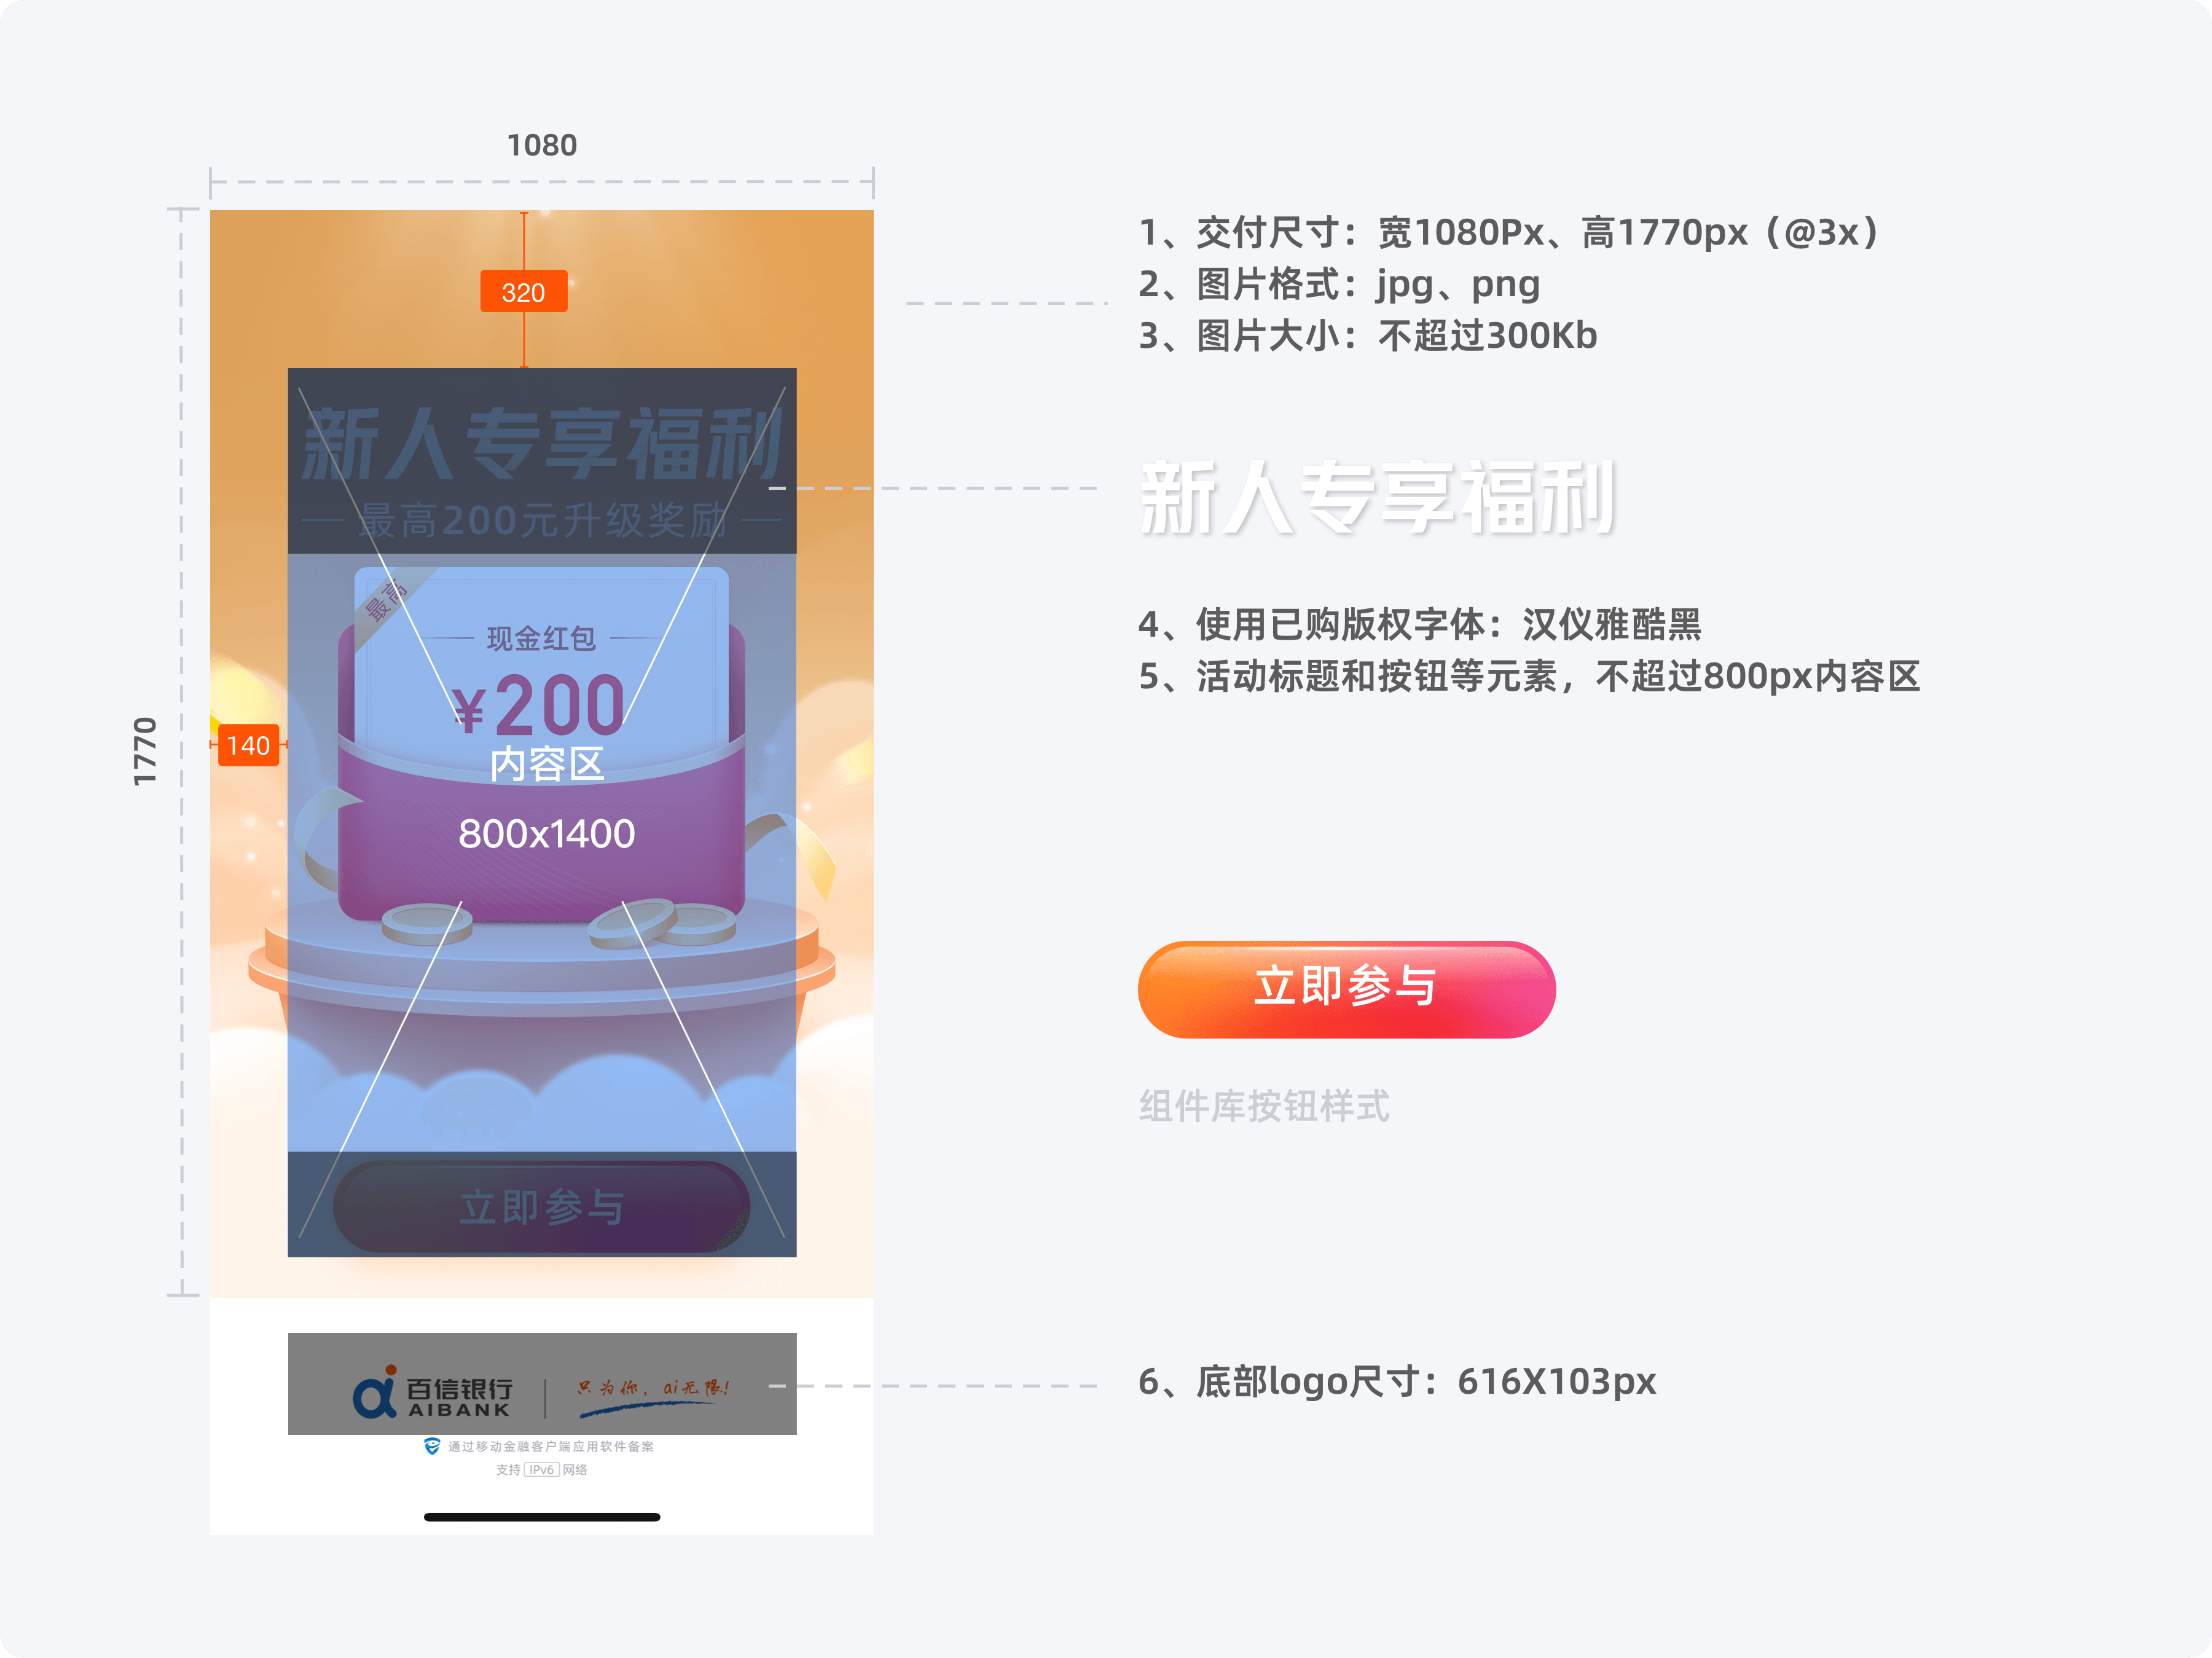 1080
320
新人专享福利
最高200元升级奖励
最高
现金红包
¥200
内容区
140
1770
800x1400
立即参与
百信银行
AIBANK
只为你，ai无限！
通过移动金融客户端应用软件备案
支持 IPv6 网络
1、交付尺寸：宽1080Px、高1770px（@3x）
2、图片格式：jpg、png
3、图片大小：不超过300Kb
新人专享福利
4、使用已购版权字体：汉仪雅酷黑
5、活动标题和按钮等元素，不超过800px内容区
立即参与
组件库按钮样式
6、底部logo尺寸：616X103px